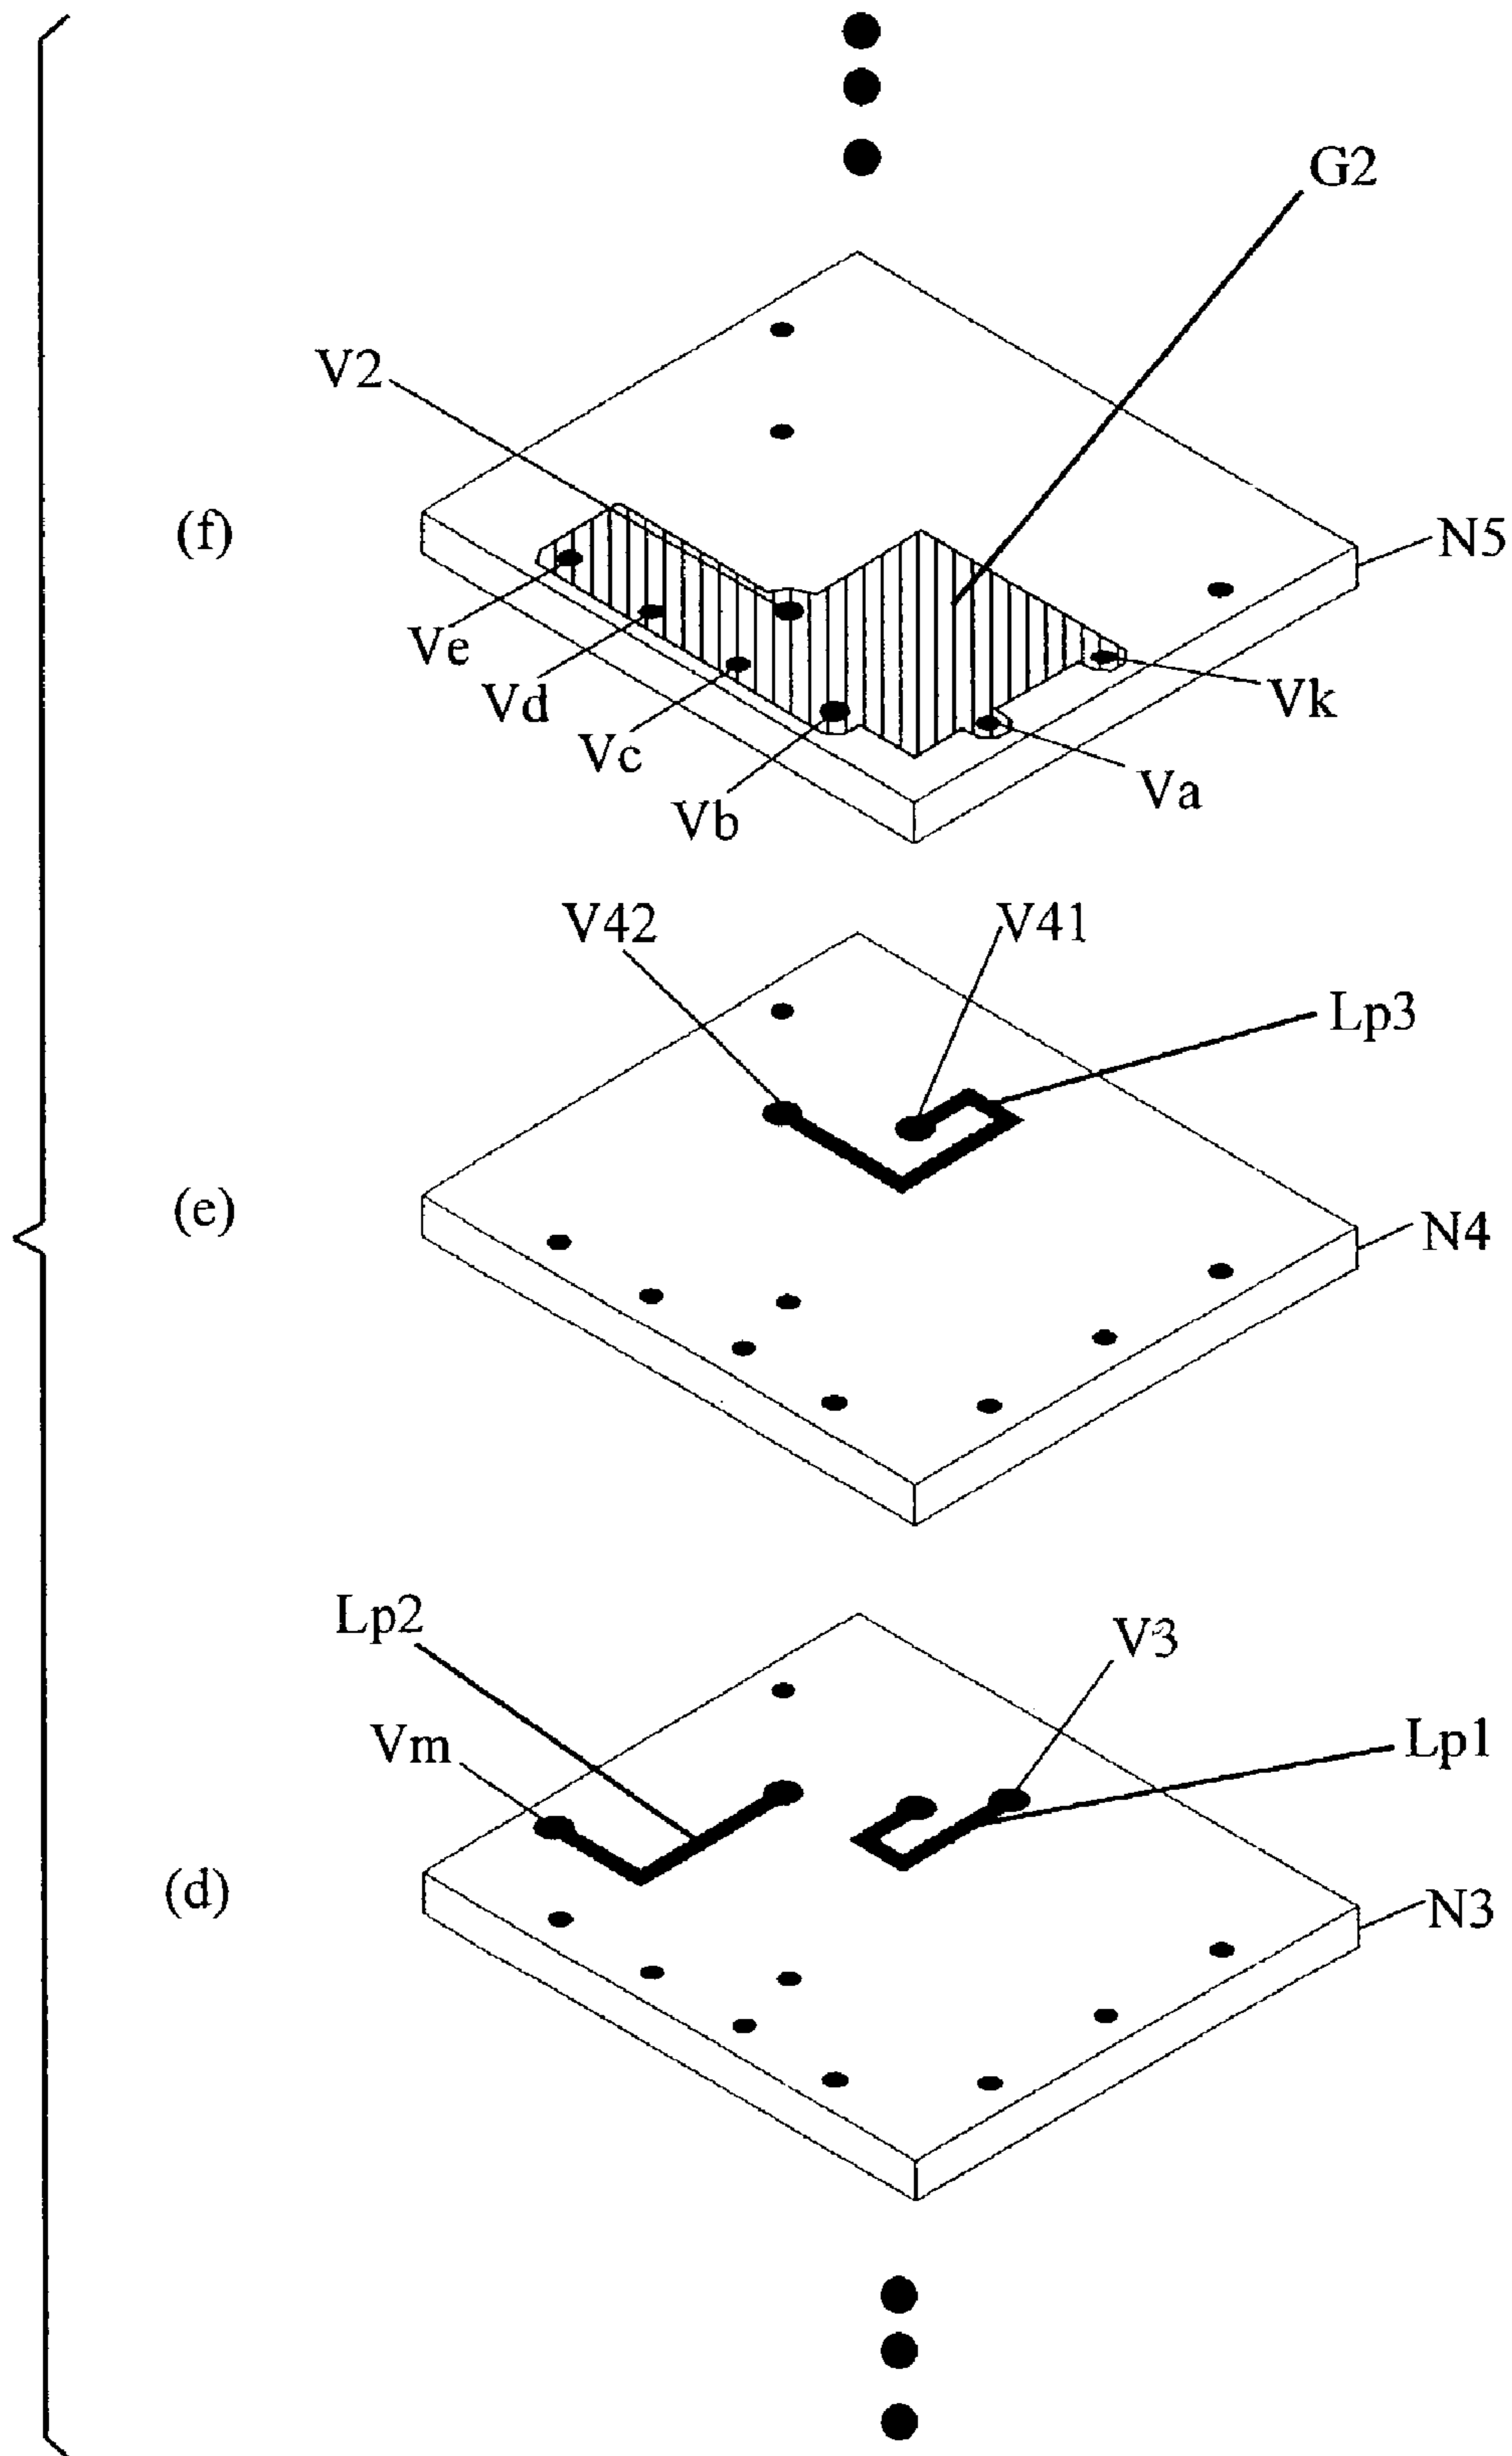 G2
V2
(f)
N5
Ve
Vd
Vk
Vc
Va
Vb
V42
V41
Lp3
(e)
N4
Lp2
V3
Vm
Lp1
(d)
N3